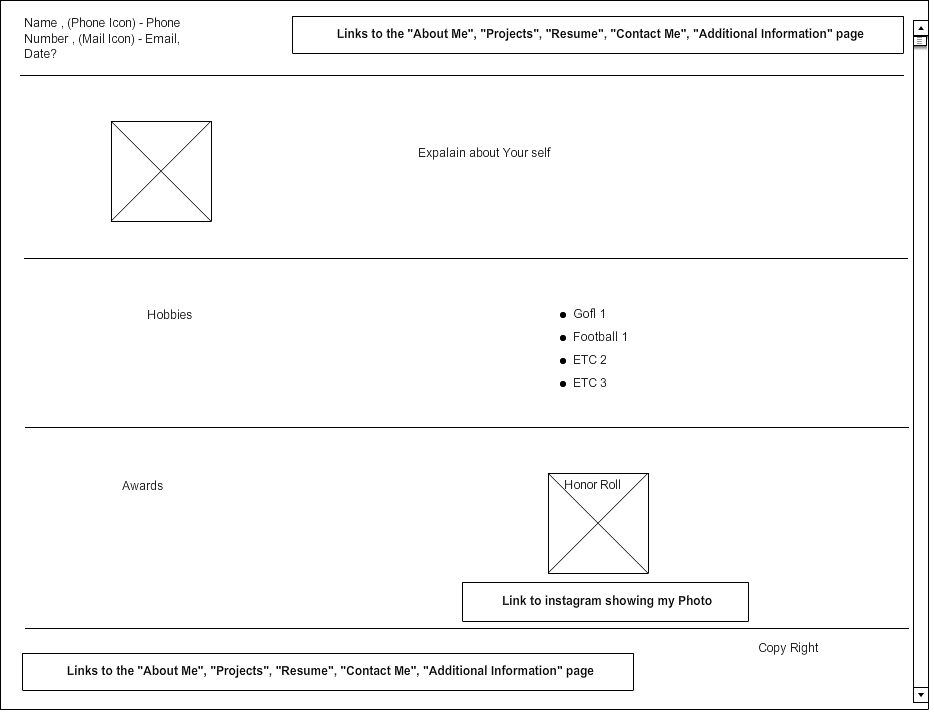 Name , (Phone Icon) - Phone
Number , (Mail Icon) - Email,
Date?
Links to the "About Me", "Projects", "Resume", "Contact Me", "Additional Information" page
Expalain about Your self
Hobbies
Gofl 1
Football 1
ETC 2
ETC 3
Awards
Honor Roll
Link to instagram showing my Photo
Copy Right
Links to the "About Me", "Projects", "Resume", "Contact Me", "Additional Information" page